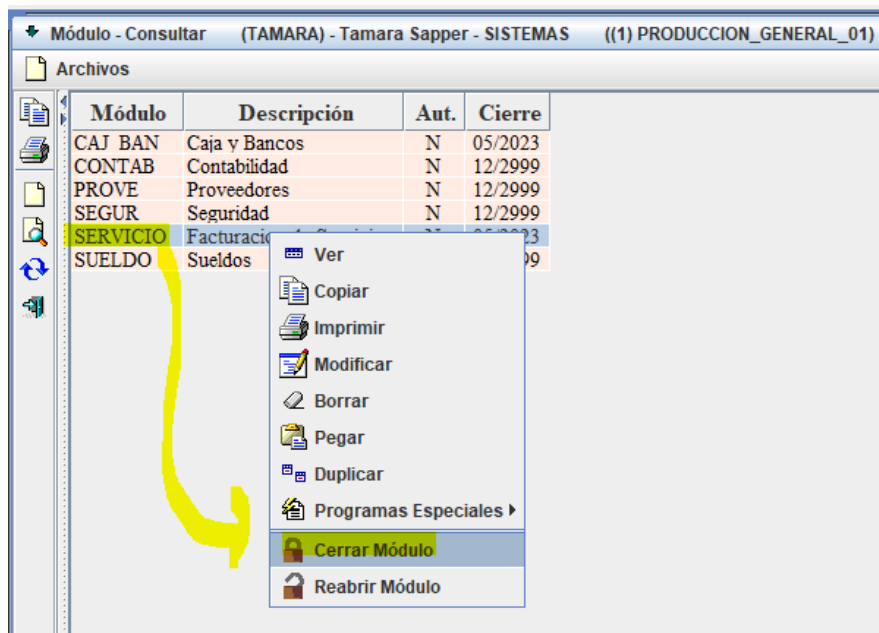 Módulo - Consultar (TAMARA) - Tamara Sapper - SISTEMAS ((1) PRODUCCION_GENERAL_01)
Archivos
Módulo Descripción Aut. Cierre
CAJ BAN Caja y Bancos N 05/2023
CONTAB Contabilidad N 12/2999
PROVE Proveedores N 12/2999
SEGUR Seguridad N 12/2999
SERVICIO
SUELDO Sueldos
Ver
Copiar
Imprimir
Modificar
Borrar
Pegar
Duplicar
Programas Especiales
Cerrar Módulo
Reabrir Módulo